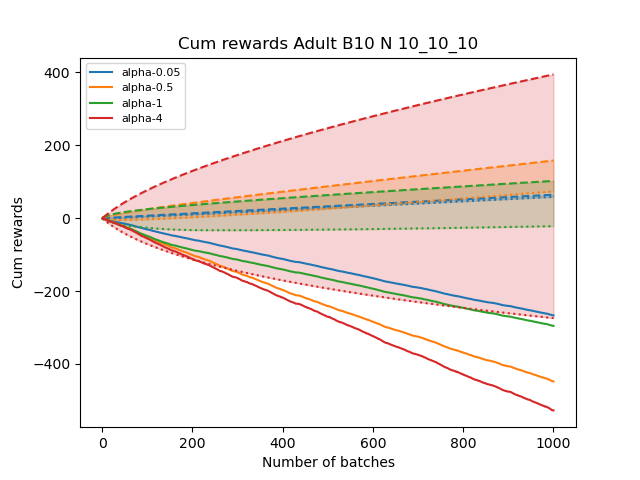 Cum rewards Adult B10 N 10_10_10
400
200
0
−200
−400
Cum rewards
alpha-0.05
alpha-0.5
alpha-1
alpha-4
0 200 400 600 800 1000
Number of batches